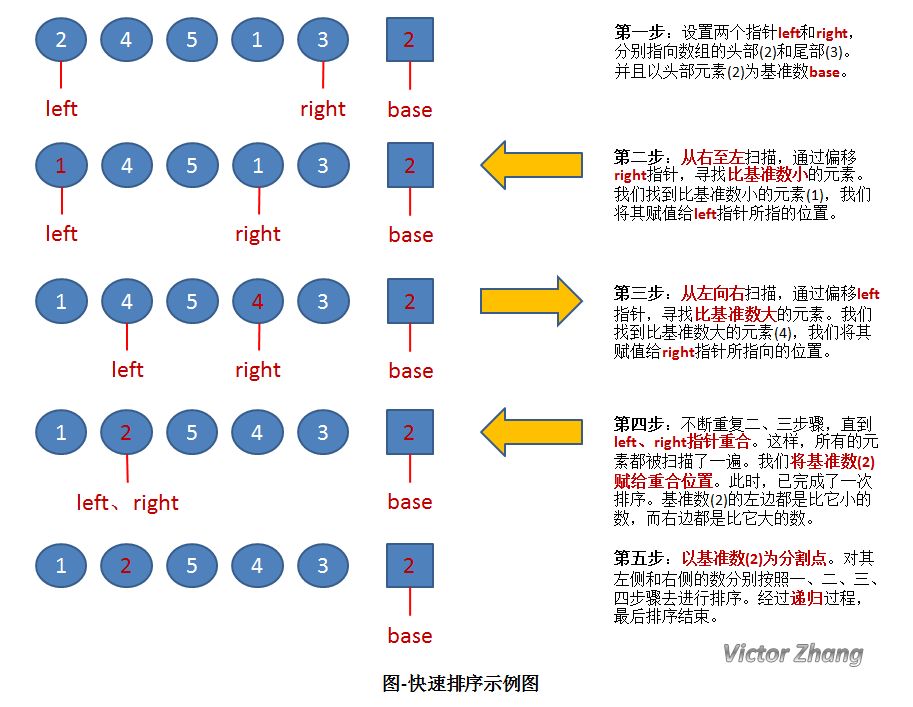 2 4 5 1 3 2
第一步：设置两个指针left和right，
分别指向数组的头部(2)和尾部(3)。
并且以头部元素(2)为基准数base。
left right base
1 4 5 1 3 2
第二步：从右至左扫描，通过偏移
right指针，寻找比基准数小的元素。
我们找到比基准数小的元素(1)，我们
将其赋值给left指针所指的位置。
left right base
1 4 5 4 3 2
第三步：从左向右扫描，通过偏移left
指针，寻找比基准数大的元素。我们
找到比基准数大的元素(4)，我们将其
赋值给right指针所指向的位置。
left right base
1 2 5 4 3 2
第四步：不断重复二、三步骤，直到
left、right指针重合。这样，所有的元
素都被扫描了一遍。我们将基准数(2)
赋给重合位置。此时，已完成了一次
排序。基准数(2)的左边都是比它小的
数，而右边都是比它大的数。
left、right base
1 2 5 4 3 2
第五步：以基准数(2)为分割点。对其
左侧和右侧的数分别按照一、二、三、
四步骤去进行排序。经过递归过程，
最后排序结束。
base
Victor Zhang
图-快速排序示例图